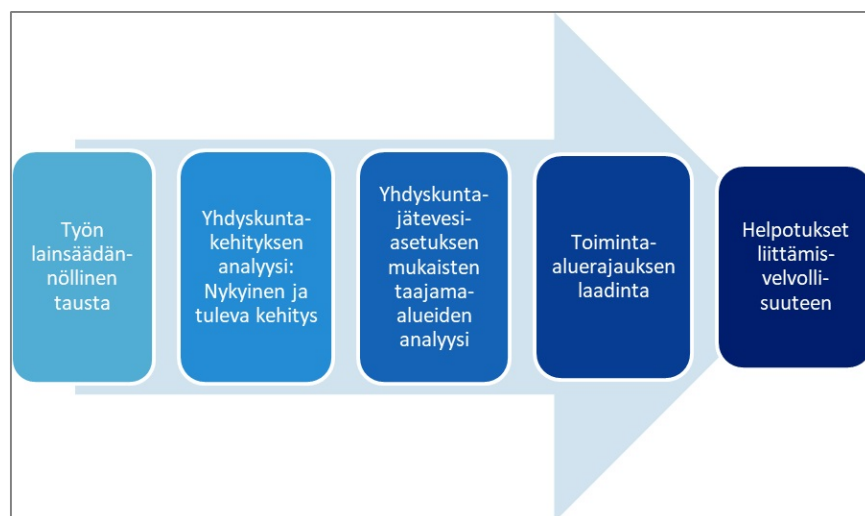 Työn
lainsäädän-
nöllinen
tausta
Yhdyskunta-
kehityksen
analyysi:
Nykyinen ja
tuleva kehitys
Yhdyskunta-
jätevesi-
asetuksen
mukaisten
taajama-
alueiden
analyysi
Toiminta-
aluerajauksen
laadinta
Helpotukset
liittämis-
velvolli-
suuteen